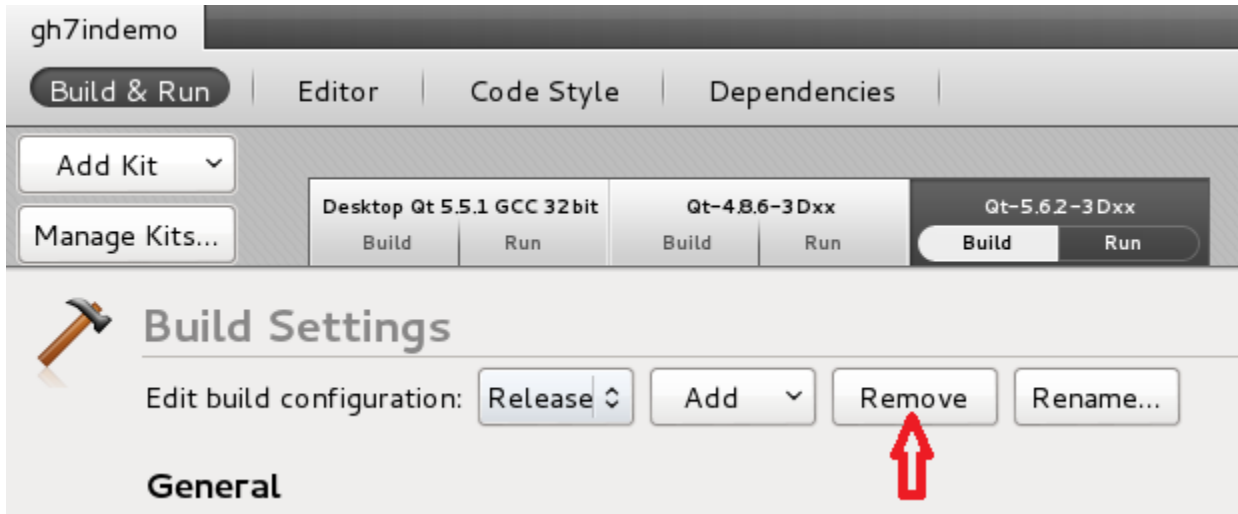 gh7indemo
Build & Run Editor Code Style Dependencies
Add Kit
Manage Kits...
Desktop Qt 5.5.1 GCC 32bit Qt-4.8.6-3Dxx Qt-5.6.2-3Dxx
Build Run Build Run Build Run
Build Settings
Edit build configuration: Release Add Remove Rename...
General